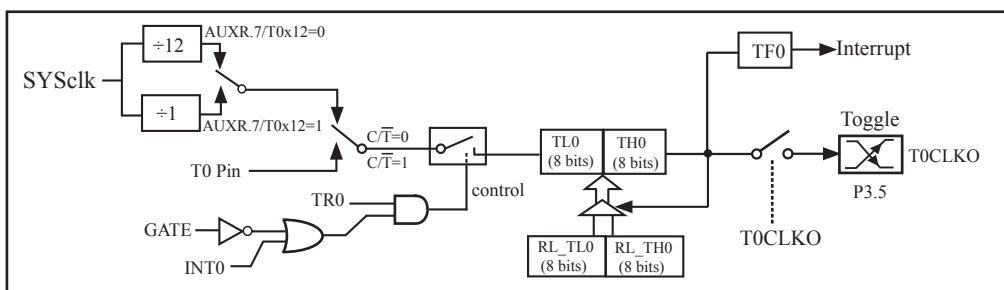 AUXR.7/T0x12=0
÷12
SYSclk
÷1
AUXR.7/T0x12=1
C/T̅=0
C/T̅=1
T0 Pin
TR0
control
GATE
INT0
TL0
(8 bits)
TH0
(8 bits)
RL_TL0
(8 bits)
RL_TH0
(8 bits)
TF0
Interrupt
Toggle
T0CLKO
P3.5
T0CLKO